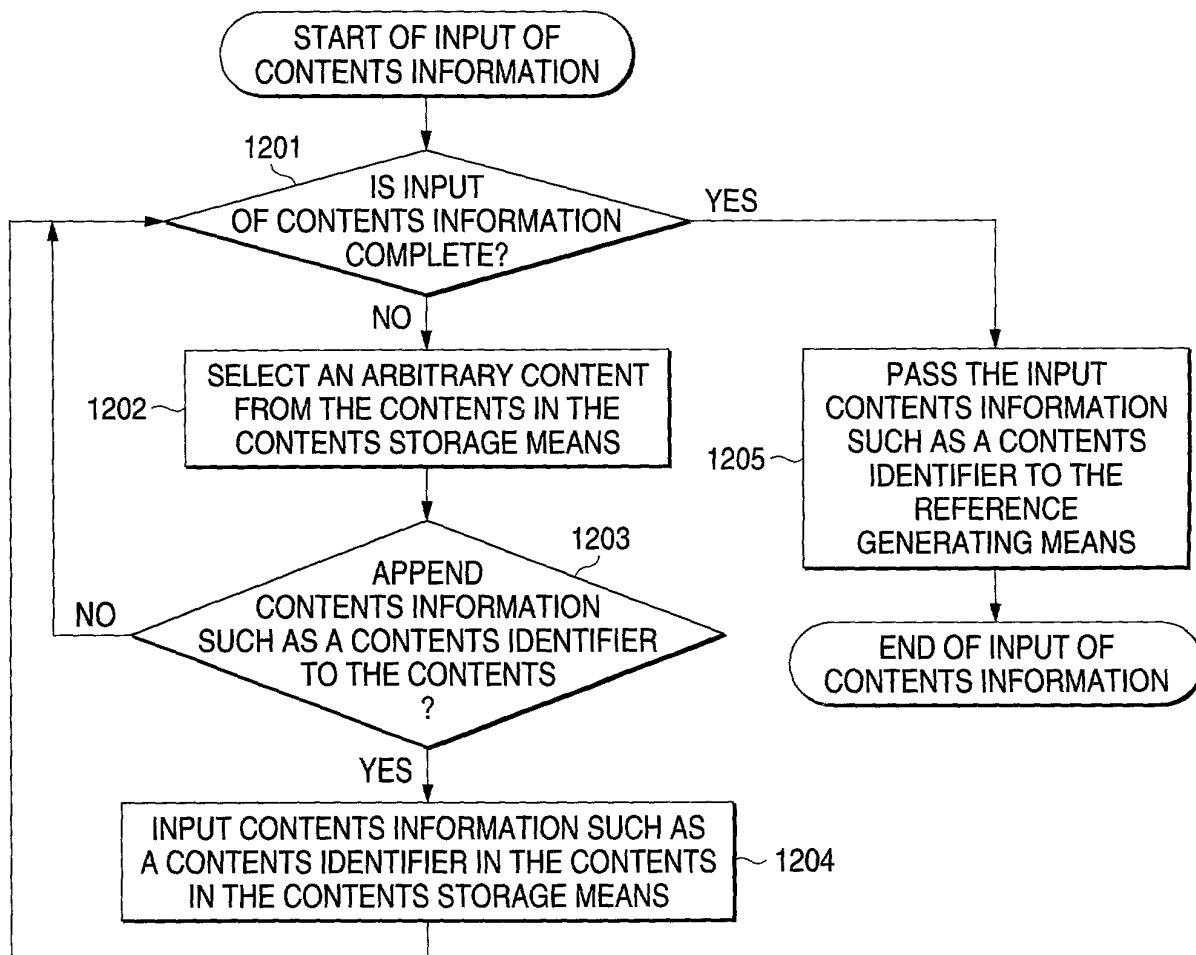 START OF INPUT OF
CONTENTS INFORMATION
1201
IS INPUT
OF CONTENTS INFORMATION
COMPLETE?
YES
NO
1202
SELECT AN ARBITRARY CONTENT
FROM THE CONTENTS IN THE
CONTENTS STORAGE MEANS
1203
APPEND
CONTENTS INFORMATION
SUCH AS A CONTENTS IDENTIFIER
TO THE CONTENTS
?
NO
YES
INPUT CONTENTS INFORMATION SUCH AS
A CONTENTS IDENTIFIER IN THE CONTENTS
IN THE CONTENTS STORAGE MEANS
1204
1205
PASS THE INPUT
CONTENTS INFORMATION
SUCH AS A CONTENTS
IDENTIFIER TO THE
REFERENCE
GENERATING MEANS
END OF INPUT OF
CONTENTS INFORMATION